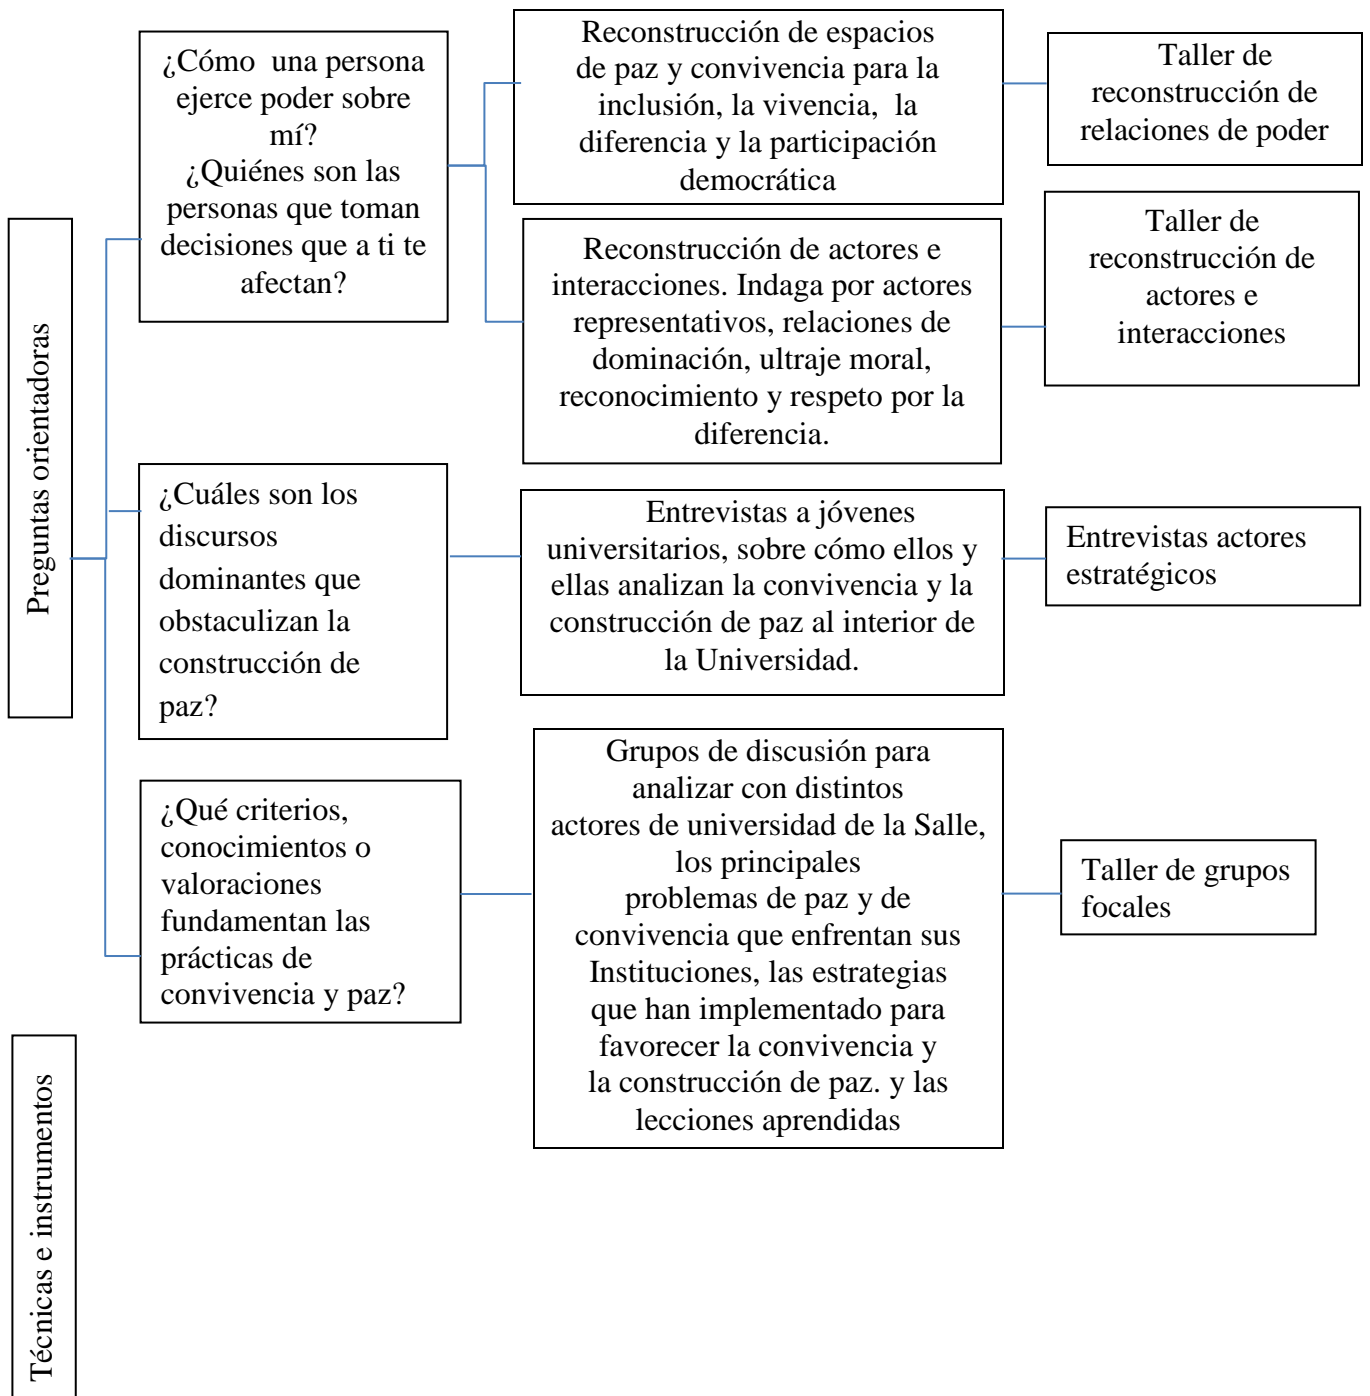 Preguntas orientadoras
¿Cómo una persona
ejerce poder sobre
mí?
¿Quiénes son las
personas que toman
decisiones que a ti te
afectan?
Reconstrucción de espacios
de paz y convivencia para la
inclusión, la vivencia, la
diferencia y la participación
democrática
Taller de
reconstrucción de
relaciones de poder
Reconstrucción de actores e
interacciones. Indaga por actores
representativos, relaciones de
dominación, ultraje moral,
reconocimiento y respeto por la
diferencia.
Taller de
reconstrucción de
actores e
interacciones
¿Cuáles son los
discursos
dominantes que
obstaculizan la
construcción de
paz?
Entrevistas a jóvenes
universitarios, sobre cómo ellos y
ellas analizan la convivencia y la
construcción de paz al interior de
la Universidad.
Entrevistas actores
estratégicos
¿Qué criterios,
conocimientos o
valoraciones
fundamentan las
prácticas de
convivencia y paz?
Grupos de discusión para
analizar con distintos
actores de universidad de la Salle,
los principales
problemas de paz y de
convivencia que enfrentan sus
Instituciones, las estrategias
que han implementado para
favorecer la convivencia y
la construcción de paz. y las
lecciones aprendidas
Taller de grupos
focales
Técnicas e instrumentos